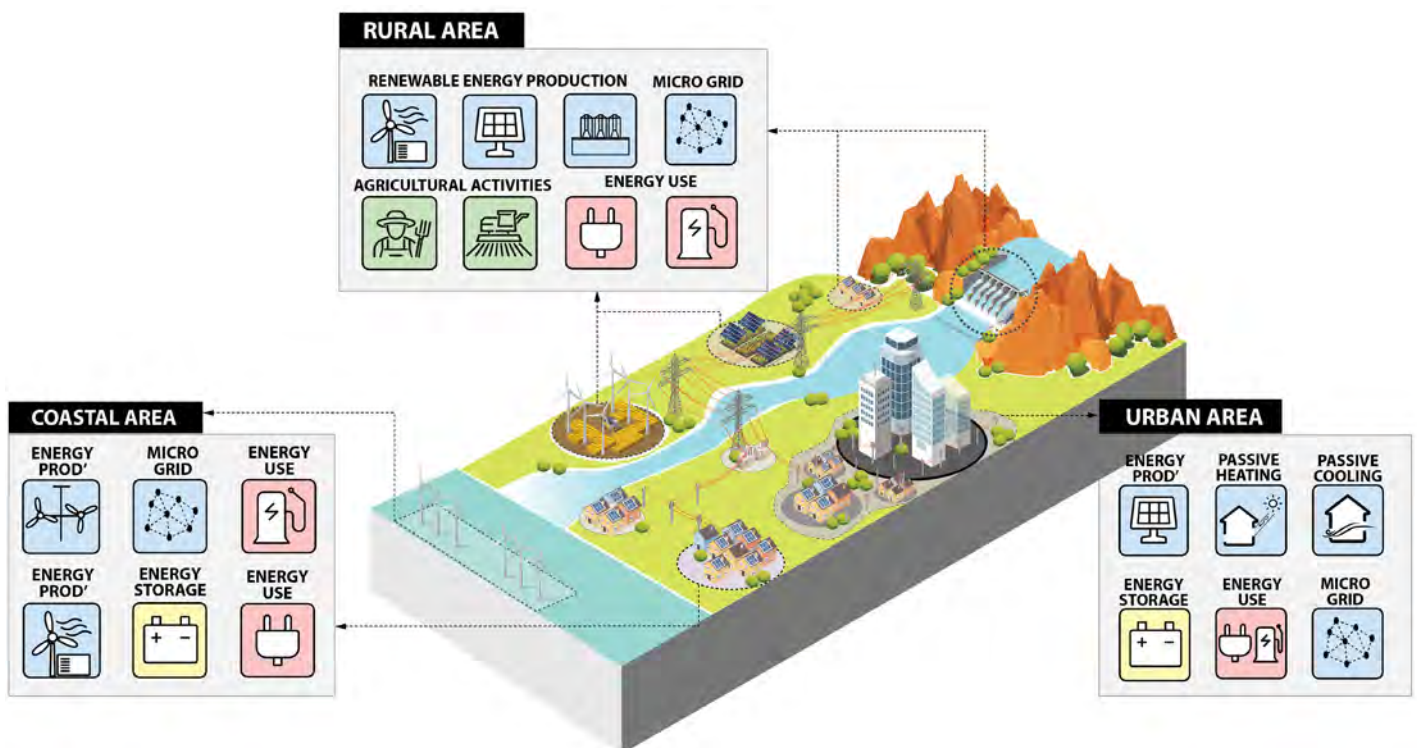 RURAL AREA
RENEWABLE ENERGY PRODUCTION
MICRO GRID
AGRICULTURAL ACTIVITIES
ENERGY USE
COASTAL AREA
ENERGY
PROD'
MICRO
GRID
ENERGY
USE
ENERGY
PROD'
ENERGY
STORAGE
ENERGY
USE
URBAN AREA
ENERGY
PROD'
PASSIVE
HEATING
PASSIVE
COOLING
ENERGY
STORAGE
ENERGY
USE
MICRO
GRID